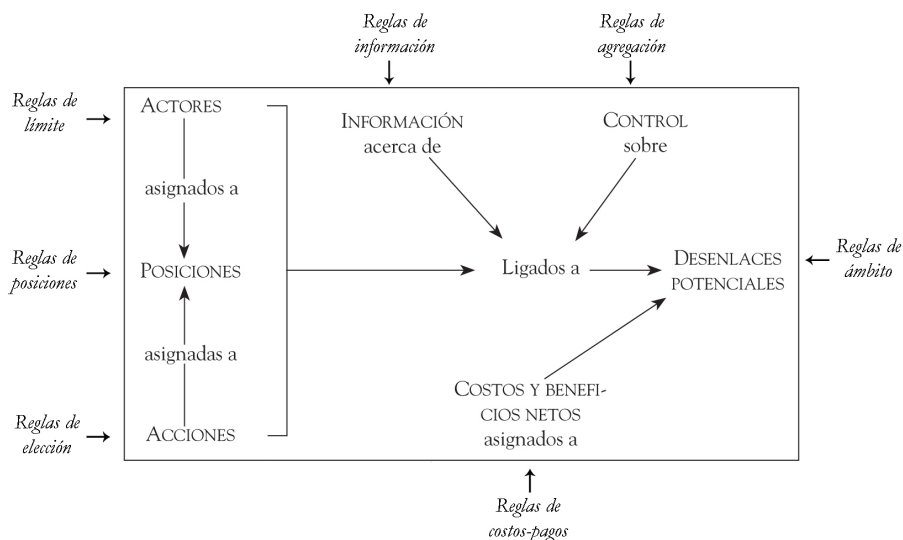 Reglas de
información
Reglas de
agregación
Reglas de
límite
ACTORES
INFORMACIÓN
acerca de
CONTROL
sobre
asignados a
Reglas de
posiciones
POSICIONES
Ligados a
DESENLACES
POTENCIALES
Reglas de
ámbito
asignadas a
COSTOS Y BENEFI-
CIOS NETOS
asignados a
Reglas de
elección
ACCIONES
Reglas de
costos-pagos